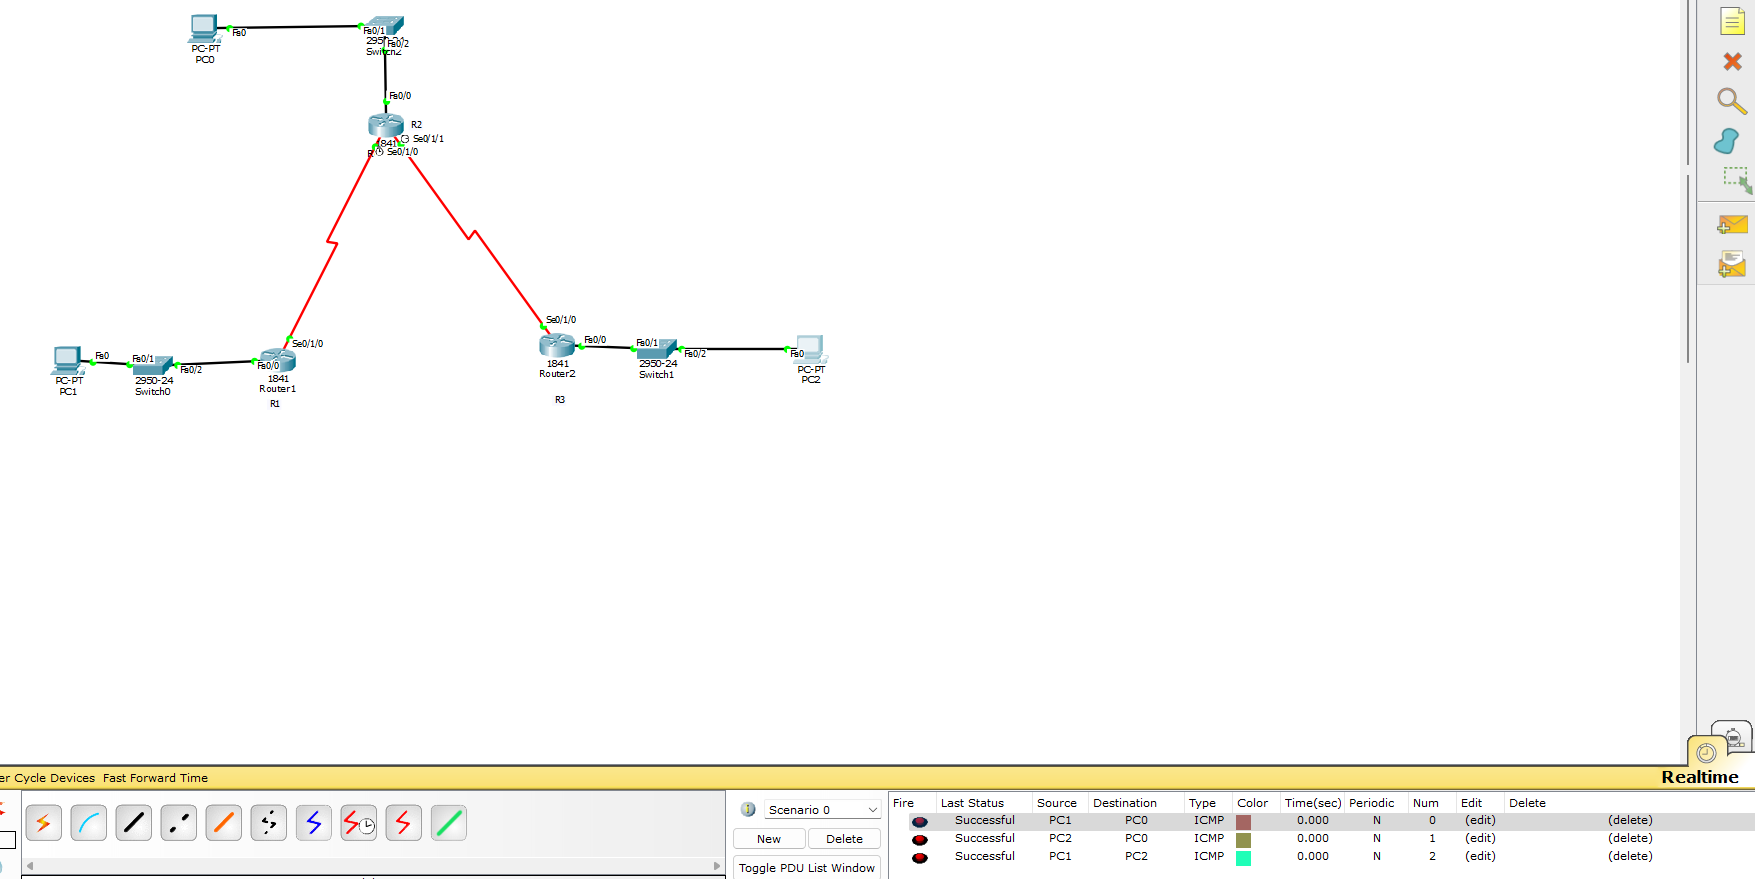 Fa0
Fa0/1
PC-PT
PC0
Fa0/2
Switch2
Fa0/0
R2
Se0/1/1
1841
Se0/1/0
Se0/1/0
Fa0
Fa0/1
Fa0/2
Fa0/0
PC-PT
PC1
2950-24
Switch0
1841
Router1
R1
Se0/1/0
Fa0/0
Fa0/1
Fa0/2
Fa0
1841
Router2
2950-24
Switch1
PC-PT
PC2
R3
Realtime
er Cycle Devices Fast Forward Time
Scenario 0
New Delete
Toggle PDU List Window
Fire Last Status Source Destination Type Color Time(sec) Periodic Num Edit Delete
Successful PC1 PC0 ICMP 0.000 N 0 (edit) (delete)
Successful PC2 PC0 ICMP 0.000 N 1 (edit) (delete)
Successful PC1 PC2 ICMP 0.000 N 2 (edit) (delete)